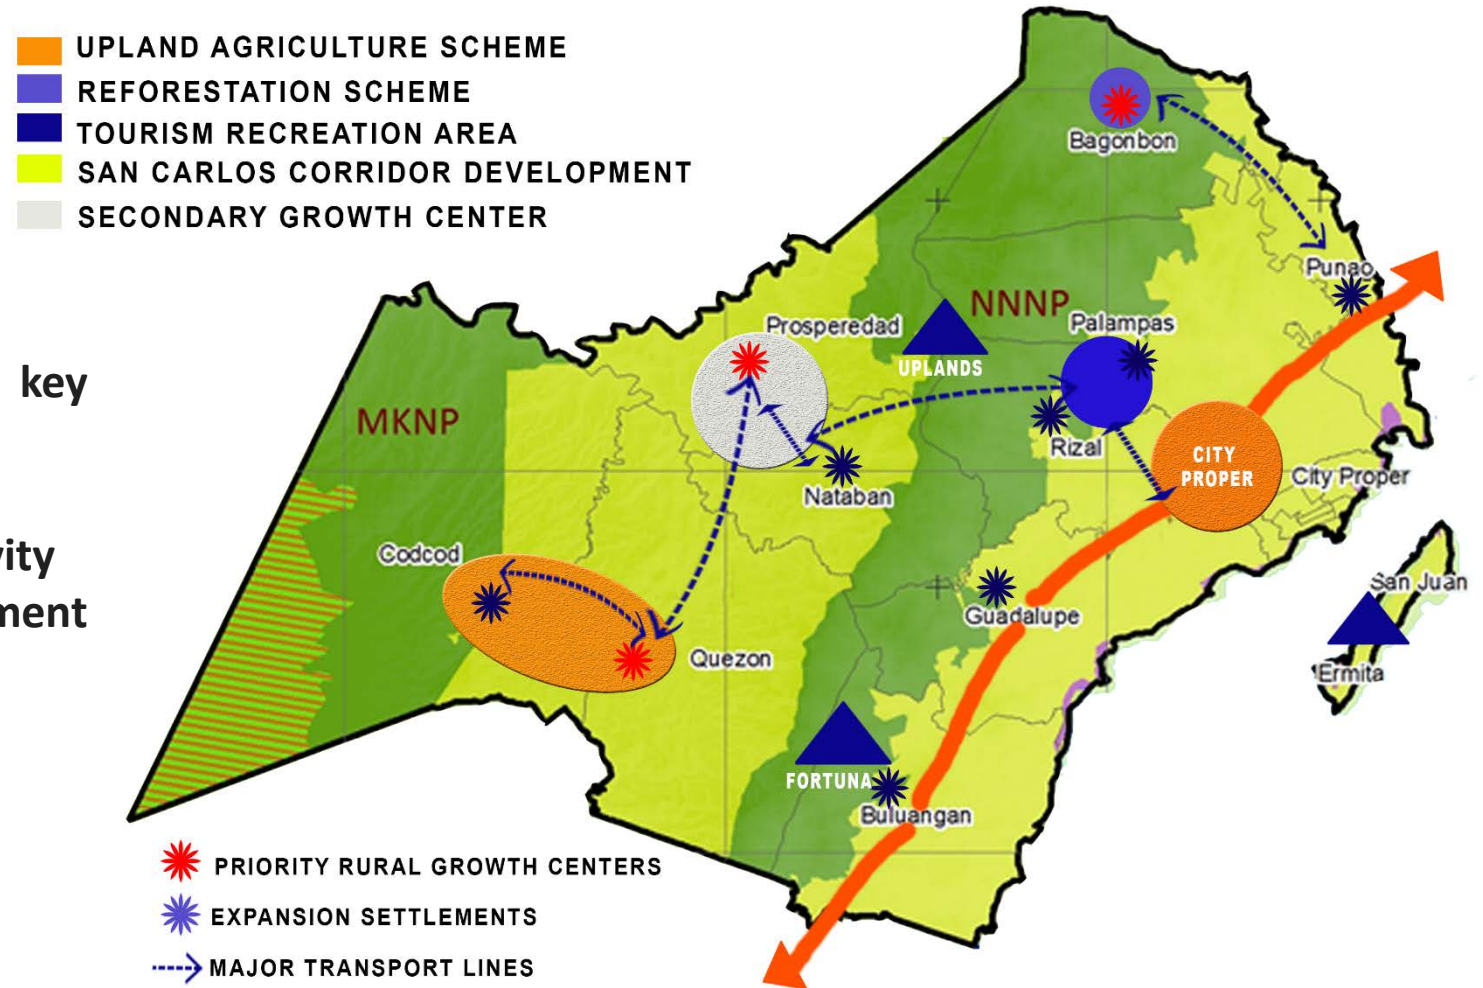 UPLAND AGRICULTURE SCHEME
REFORESTATION SCHEME
TOURISM RECREATION AREA
SAN CARLOS CORRIDOR DEVELOPMENT
SECONDARY GROWTH CENTER
key
ment
Bagonbon
Punao
NNNP
Prosperedad
Palampas
UPLANDS
MKNP
Rizal
CITY
PROPER
City Proper
Nataban
Codcod
San Juan
Guadalupe
Quezon
Ermita
FORTUNA
Buluangan
PRIORITY RURAL GROWTH CENTERS
EXPANSION SETTLEMENTS
MAJOR TRANSPORT LINES